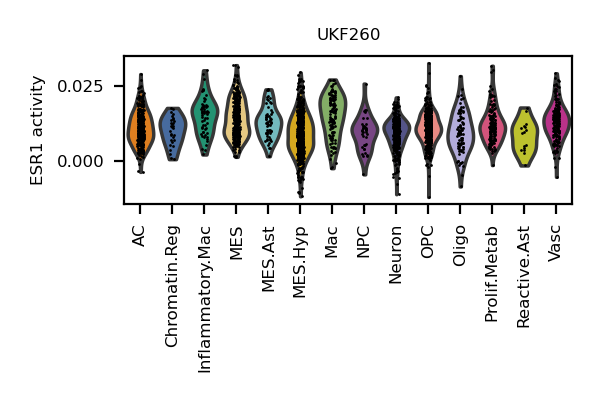 UKF260
ESR1 activity
0.025
0.000
AC
Chromatin.Reg
Inflammatory.Mac
MES
MES.Ast
MES.Hyp
Mac
NPC
Neuron
OPC
Oligo
Prolif.Metab
Reactive.Ast
Vasc